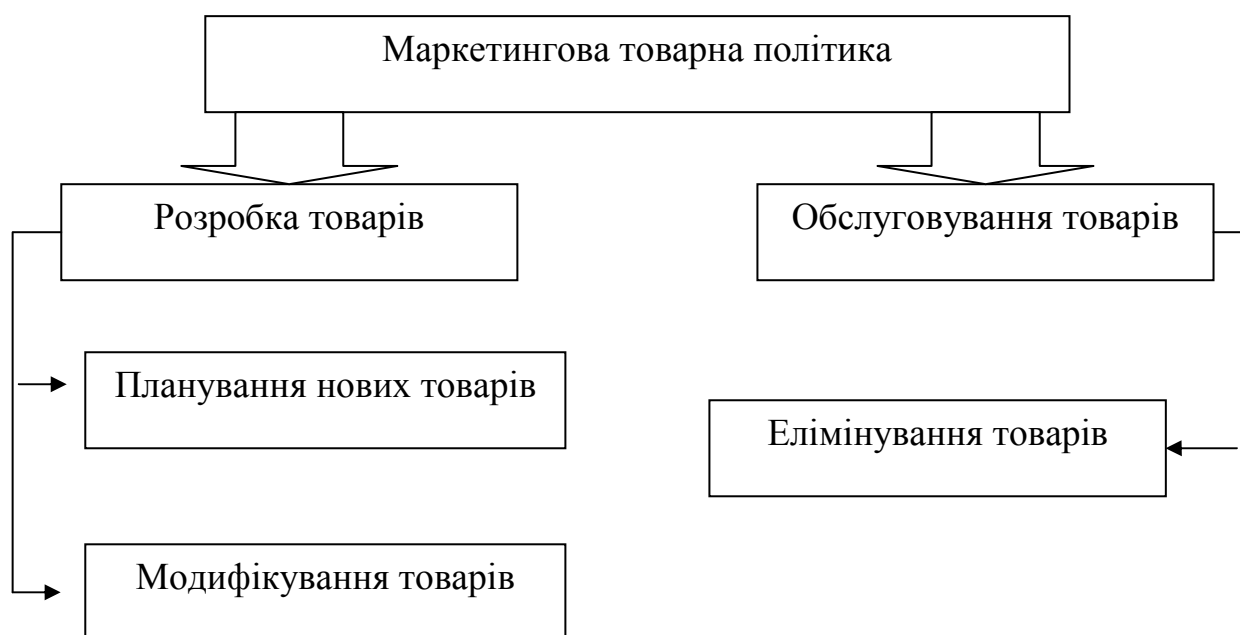 Маркетингова товарна політика
Розробка товарів
Обслуговування товарів
Планування нових товарів
Елімінування товарів
Модифікування товарів